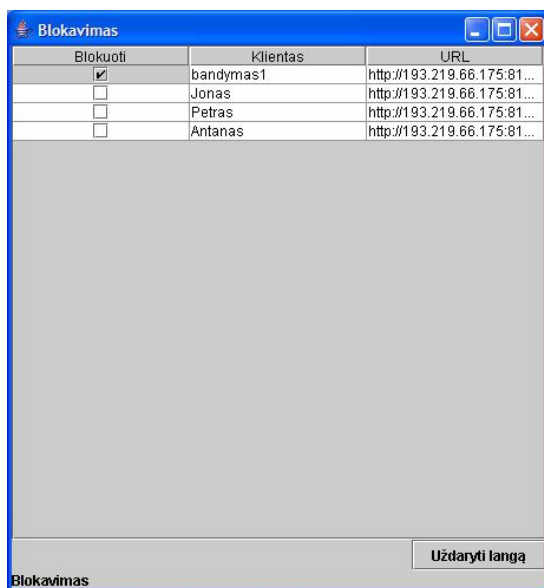 Blokavimas
Blokuoti Klientas URL
bandymas1 http://193.219.66.175:81...
Jonas http://193.219.66.175:81...
Petras http://193.219.66.175:81...
Antanas http://193.219.66.175:81...
Uždaryti langą
Blokavimas